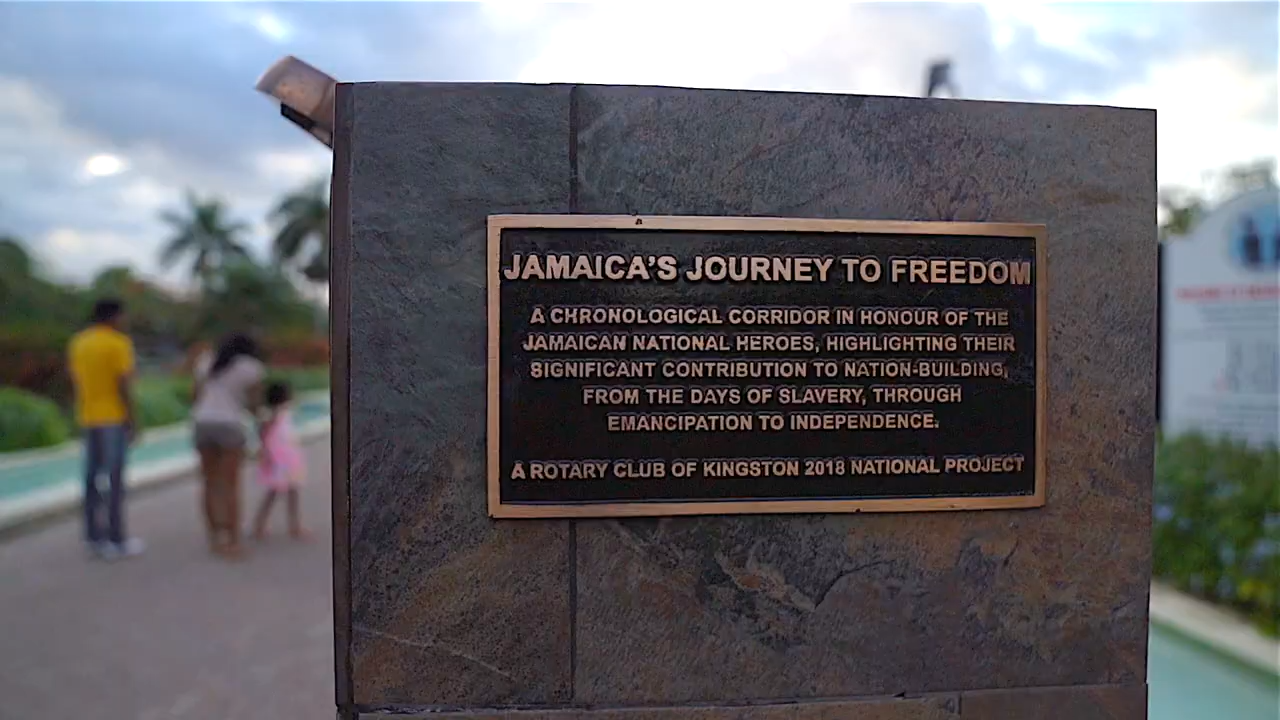 JAMAICA'S JOURNEY TO FREEDOM
A CHRONOLOGICAL CORRIDOR IN HONOUR OF THE
JAMAICAN NATIONAL HEROES, HIGHLIGHTING THEIR
SIGNIFICANT CONTRIBUTION TO NATION-BUILDING,
FROM THE DAYS OF SLAVERY, THROUGH
EMANCIPATION TO INDEPENDENCE.
A ROTARY CLUB OF KINGSTON 2018 NATIONAL PROJECT